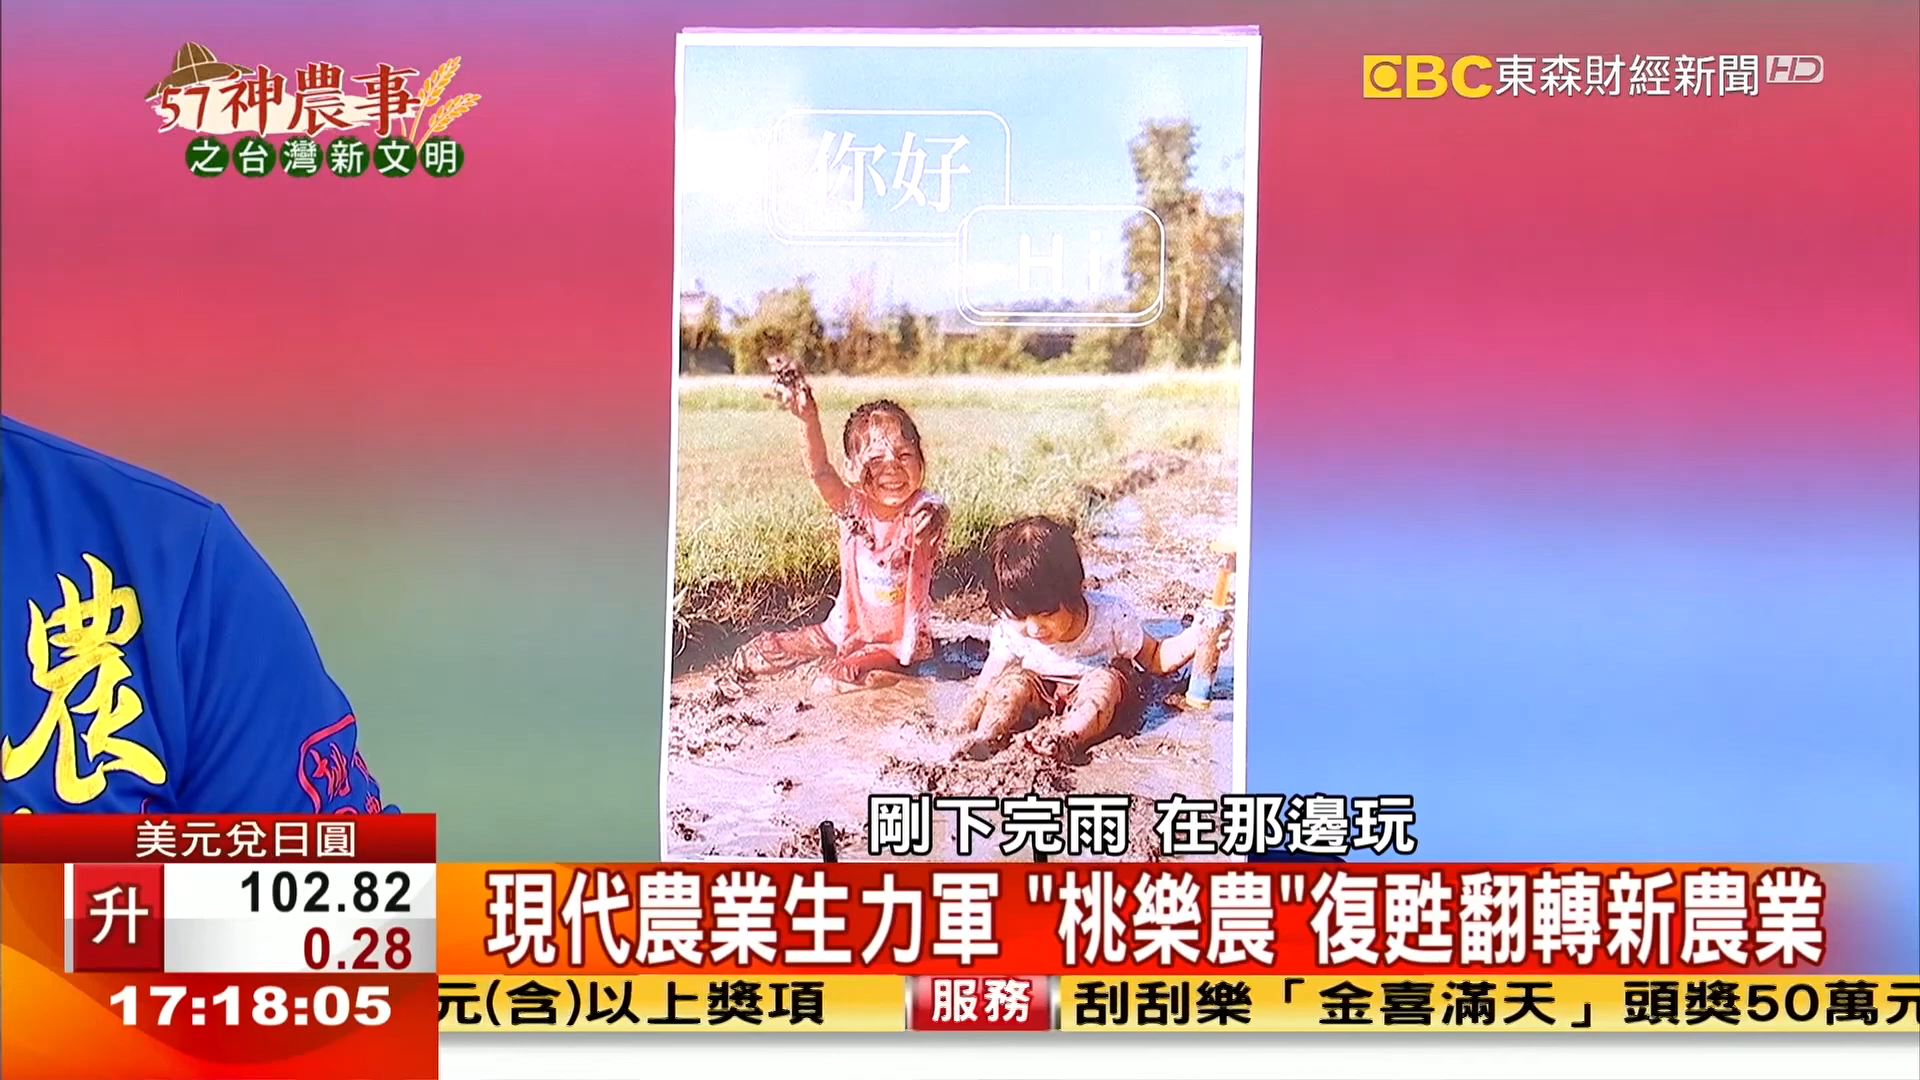 57神農事
之台灣新文明
EBC東森財經新聞HD
你好
Hi
農
剛下完雨 在那邊玩
美元兌日圓
升 102.82
0.28
現代農業生力軍 "桃樂農"復甦翻轉新農業
17:18:05
元(含)以上獎項 服務 刮刮樂「金喜滿天」頭獎50萬元